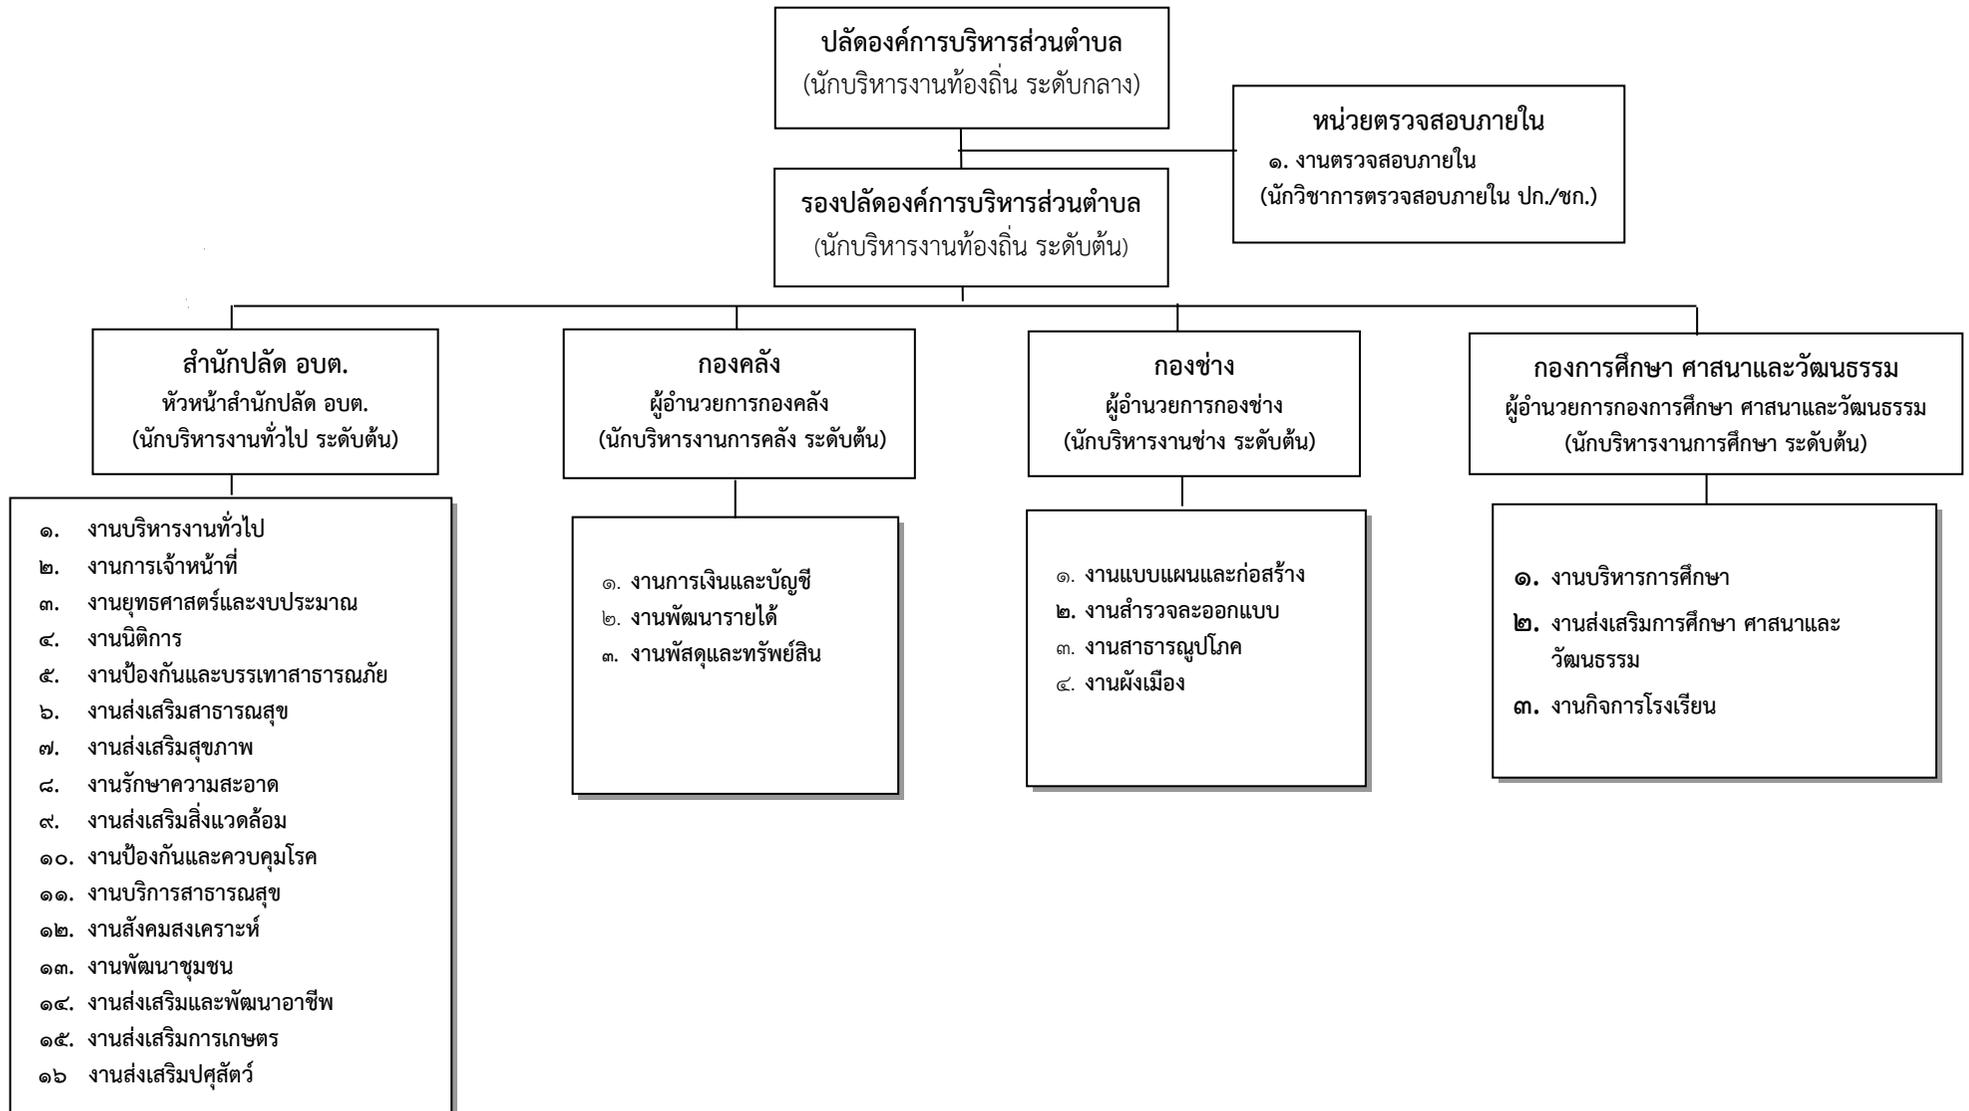 ปลัดองค์การบริหารส่วนตำบล
(นักบริหารงานท้องถิ่น ระดับกลาง)
หน่วยตรวจสอบภายใน
๑. งานตรวจสอบภายใน
(นักวิชาการตรวจสอบภายใน ปก./ชก.)
รองปลัดองค์การบริหารส่วนตำบล
(นักบริหารงานท้องถิ่น ระดับต้น)
สำนักปลัด อบต.
หัวหน้าสำนักปลัด อบต.
(นักบริหารงานทั่วไป ระดับต้น)
๑. งานบริหารงานทั่วไป
๒. งานการเจ้าหน้าที่
๓. งานยุทธศาสตร์และงบประมาณ
๔. งานนิติการ
๕. งานป้องกันและบรรเทาสาธารณภัย
๖. งานส่งเสริมสาธารณสุข
๗. งานส่งเสริมสุขภาพ
๘. งานรักษาความสะอาด
๙. งานส่งเสริมสิ่งแวดล้อม
๑๐. งานป้องกันและควบคุมโรค
๑๑. งานบริการสาธารณสุข
๑๒. งานสังคมสงเคราะห์
๑๓. งานพัฒนาชุมชน
๑๔. งานส่งเสริมและพัฒนาอาชีพ
๑๕. งานส่งเสริมการเกษตร
๑๖ งานส่งเสริมปศุสัตว์
กองคลัง
ผู้อำนวยการกองคลัง
(นักบริหารงานการคลัง ระดับต้น)
๑. งานการเงินและบัญชี
๒. งานพัฒนารายได้
๓. งานพัสดุและทรัพย์สิน
กองช่าง
ผู้อำนวยการกองช่าง
(นักบริหารงานช่าง ระดับต้น)
๑. งานแบบแผนและก่อสร้าง
๒. งานสำรวจละออกแบบ
๓. งานสาธารณูปโภค
๔. งานผังเมือง
กองการศึกษา ศาสนาและวัฒนธรรม
ผู้อำนวยการกองการศึกษา ศาสนาและวัฒนธรรม
(นักบริหารงานการศึกษา ระดับต้น)
๑. งานบริหารการศึกษา
๒. งานส่งเสริมการศึกษา ศาสนาและ
วัฒนธรรม
๓. งานกิจการโรงเรียน